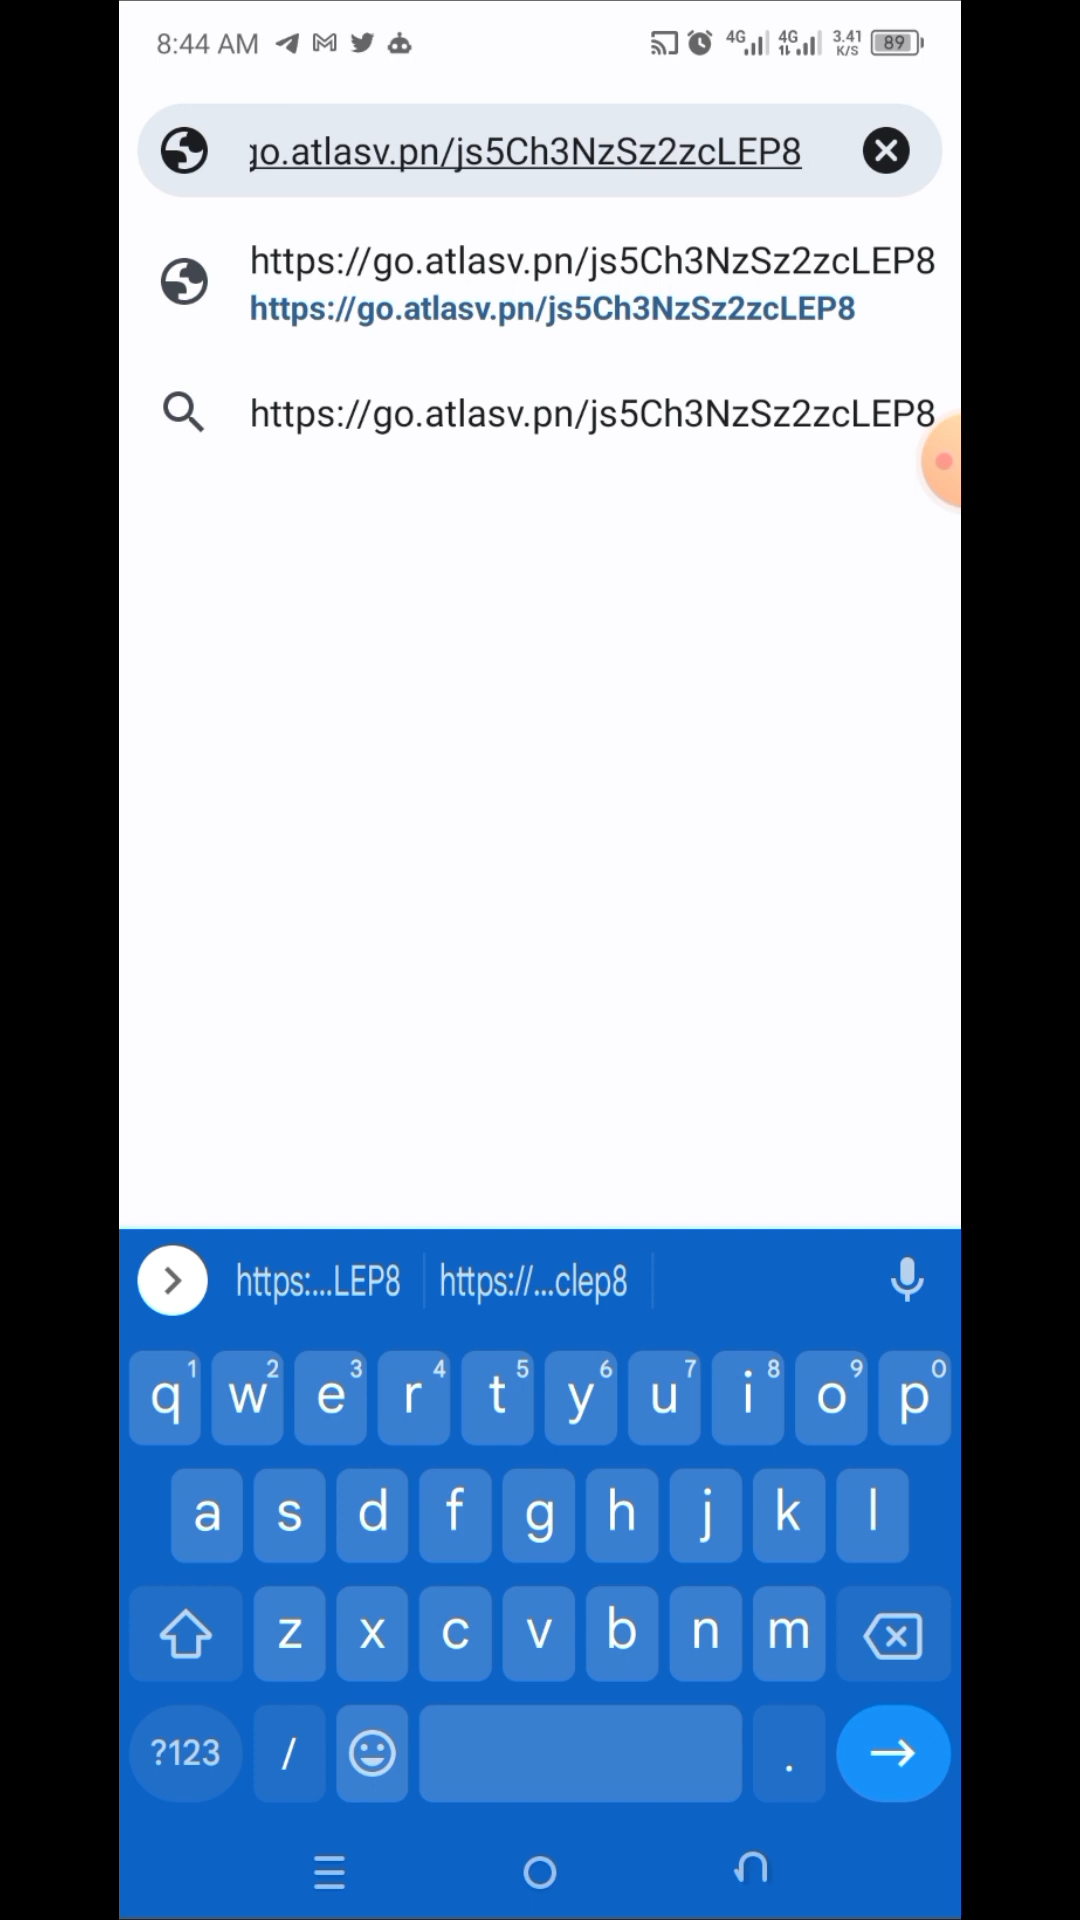 8:44 AM 4G 4G 3.41 K/S 89
go.atlasv.pn/js5Ch3NzSz2zcLEP8
https://go.atlasv.pn/js5Ch3NzSz2zcLEP8
https://go.atlasv.pn/js5Ch3NzSz2zcLEP8
https://go.atlasv.pn/js5Ch3NzSz2zcLEP8
https:...LEP8 https://...clep8
1 2 3 4 5 6 7 8 9 0
q w e r t y u i o p
a s d f g h j k l
z x c v b n m
?123 / .